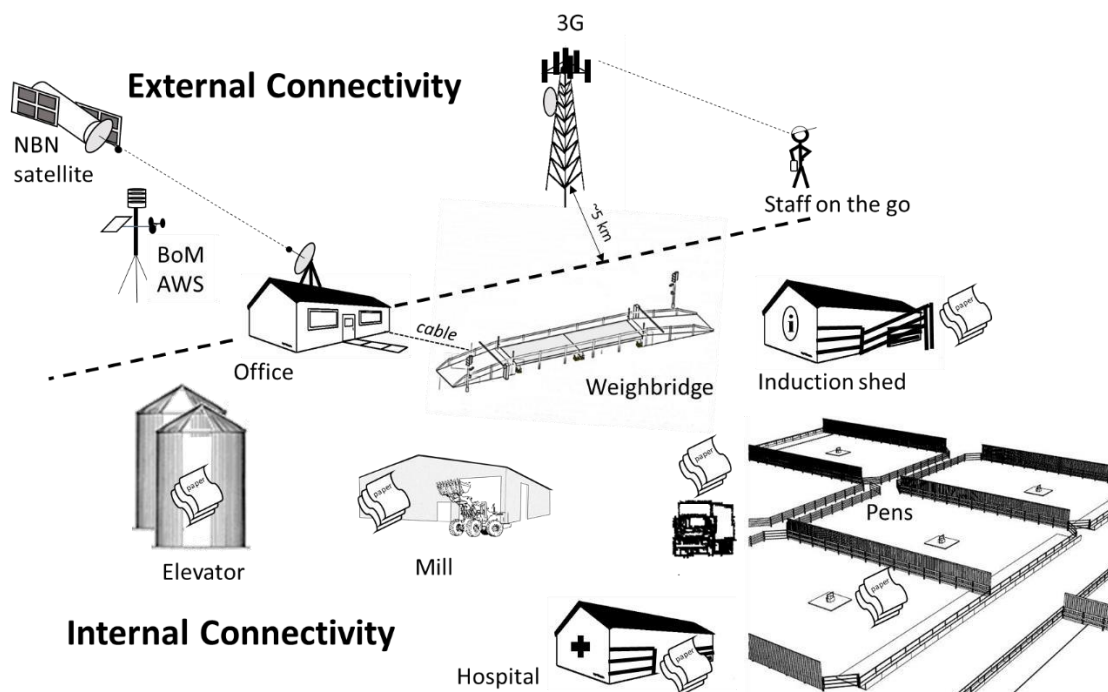 3G
External Connectivity
NBN
satellite
Staff on the go
~5 km
BoM
AWS
cable
paper
Office
Weighbridge
Induction shed
paper
paper
paper
Pens
Elevator
Mill
paper
Internal Connectivity
Hospital
paper